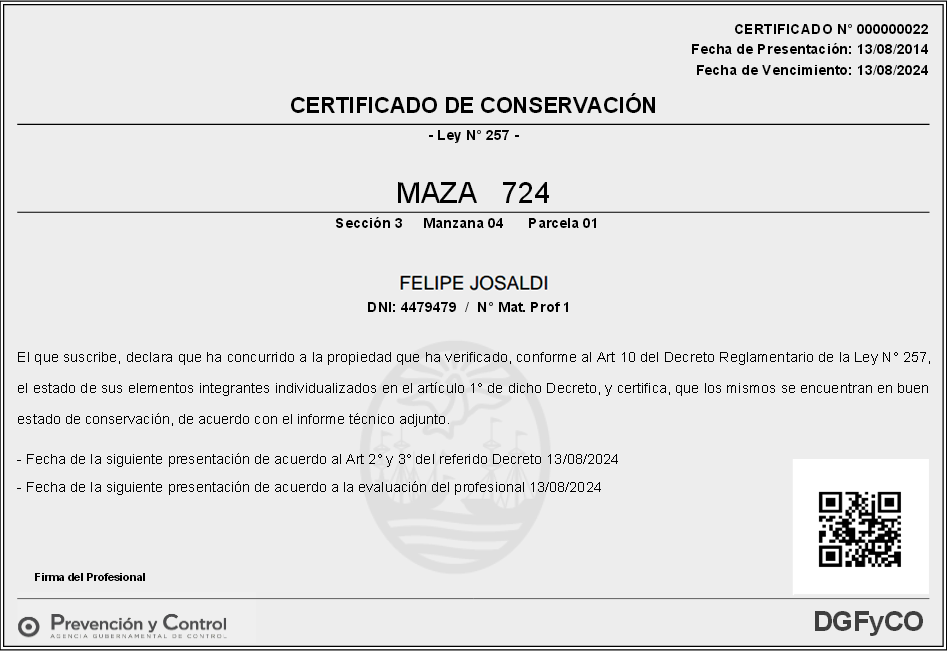 CERTIFICADO N° 000000022
Fecha de Presentación: 13/08/2014
Fecha de Vencimiento: 13/08/2024
CERTIFICADO DE CONSERVACIÓN
- Ley N° 257 -
MAZA 724
Sección 3 Manzana 04 Parcela 01
FELIPE JOSALDI
DNI: 4479479 / N° Mat. Prof 1
El que suscribe, declara que ha concurrido a la propiedad que ha verificado, conforme al Art 10 del Decreto Reglamentario de la Ley N° 257,
el estado de sus elementos integrantes individualizados en el artículo 1° de dicho Decreto, y certifica, que los mismos se encuentran en buen
estado de conservación, de acuerdo con el informe técnico adjunto.
- Fecha de la siguiente presentación de acuerdo al Art 2° y 3° del referido Decreto 13/08/2024
- Fecha de la siguiente presentación de acuerdo a la evaluación del profesional 13/08/2024
Firma del Profesional
Prevención y Control
AGENCIA GUBERNAMENTAL DE CONTROL
DGFyCO